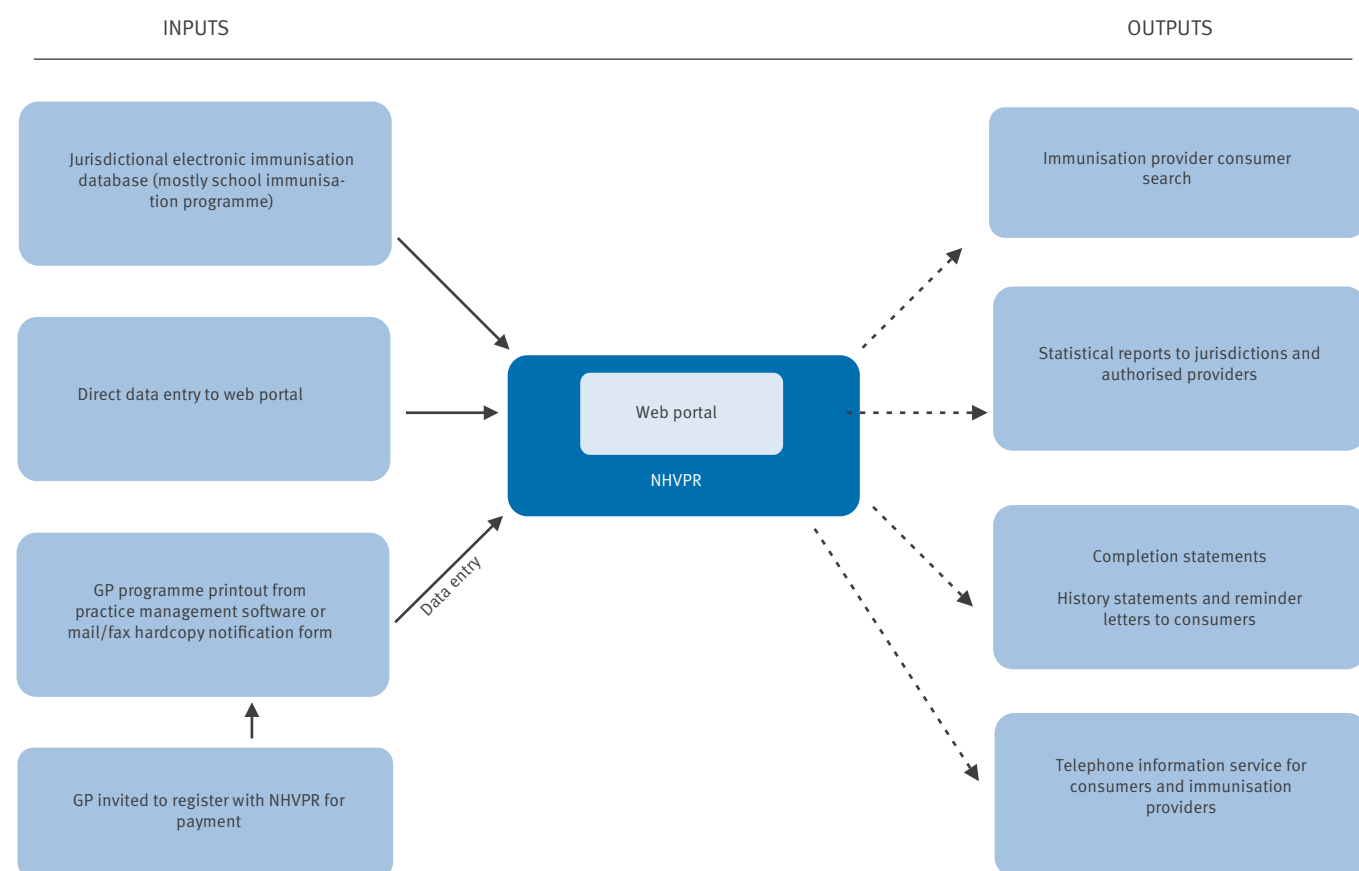 INPUTS
OUTPUTS
Jurisdictional electronic immunisation
database (mostly school immunisa-
tion programme)
Direct data entry to web portal
GP programme printout from
practice management software or
mail/fax hardcopy notification form
GP invited to register with NHVPR for
payment
Data entry
Web portal
NHVPR
Immunisation provider consumer
search
Statistical reports to jurisdictions and
authorised providers
Completion statements
History statements and reminder
letters to consumers
Telephone information service for
consumers and immunisation
providers